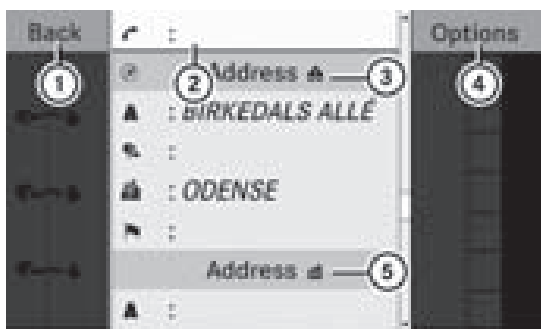 Back
:
Options
1
2
Address
3
4
: BIRKEDALS ALLÉ
:
: ODENSE
:
Address
5
: